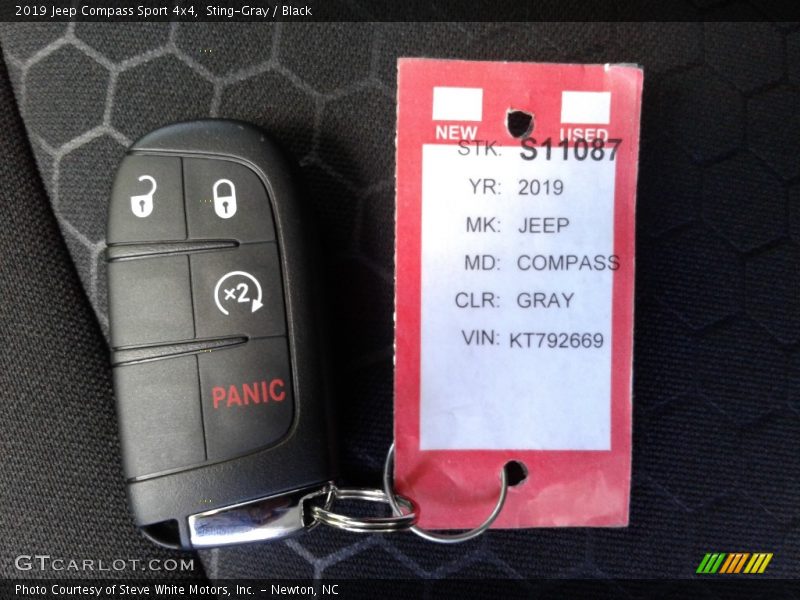 2019 Jeep Compass Sport 4x4,  Sting-Gray / Black
NEW
USED
STK: S11087
YR: 2019
MK: JEEP
MD: COMPASS
CLR: GRAY
VIN: KT792669
×2
PANIC
GTCARLOT.COM
Photo Courtesy of Steve White Motors, Inc. – Newton, NC